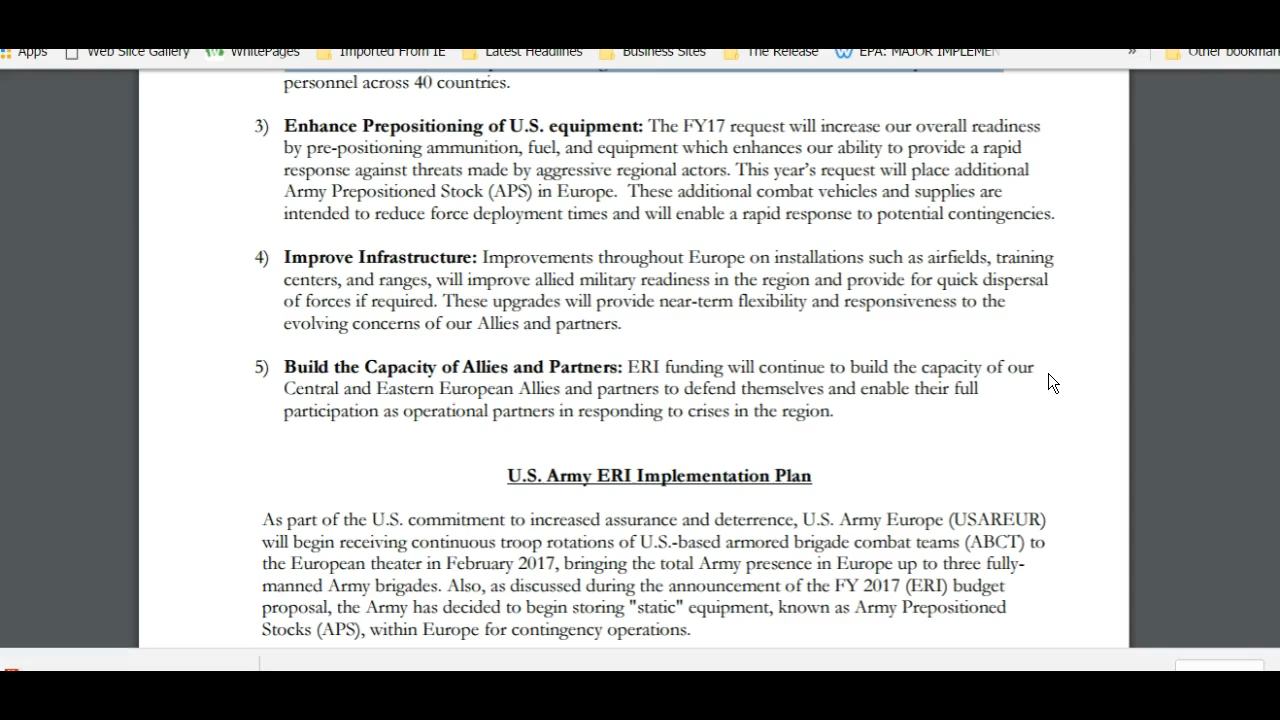 Apps Web Slice Gallery WhitePages Imported From IE Latest Headlines Business Sites The Release EPA: MAJOR IMPLEMEN » Other bookmar
personnel across 40 countries.
3) Enhance Prepositioning of U.S. equipment: The FY17 request will increase our overall readiness
by pre-positioning ammunition, fuel, and equipment which enhances our ability to provide a rapid
response against threats made by aggressive regional actors. This year's request will place additional
Army Prepositioned Stock (APS) in Europe. These additional combat vehicles and supplies are
intended to reduce force deployment times and will enable a rapid response to potential contingencies.
4) Improve Infrastructure: Improvements throughout Europe on installations such as airfields, training
centers, and ranges, will improve allied military readiness in the region and provide for quick dispersal
of forces if required. These upgrades will provide near-term flexibility and responsiveness to the
evolving concerns of our Allies and partners.
5) Build the Capacity of Allies and Partners: ERI funding will continue to build the capacity of our
Central and Eastern European Allies and partners to defend themselves and enable their full
participation as operational partners in responding to crises in the region.
U.S. Army ERI Implementation Plan
As part of the U.S. commitment to increased assurance and deterrence, U.S. Army Europe (USAREUR)
will begin receiving continuous troop rotations of U.S.-based armored brigade combat teams (ABCT) to
the European theater in February 2017, bringing the total Army presence in Europe up to three fully-
manned Army brigades. Also, as discussed during the announcement of the FY 2017 (ERI) budget
proposal, the Army has decided to begin storing "static" equipment, known as Army Prepositioned
Stocks (APS), within Europe for contingency operations.